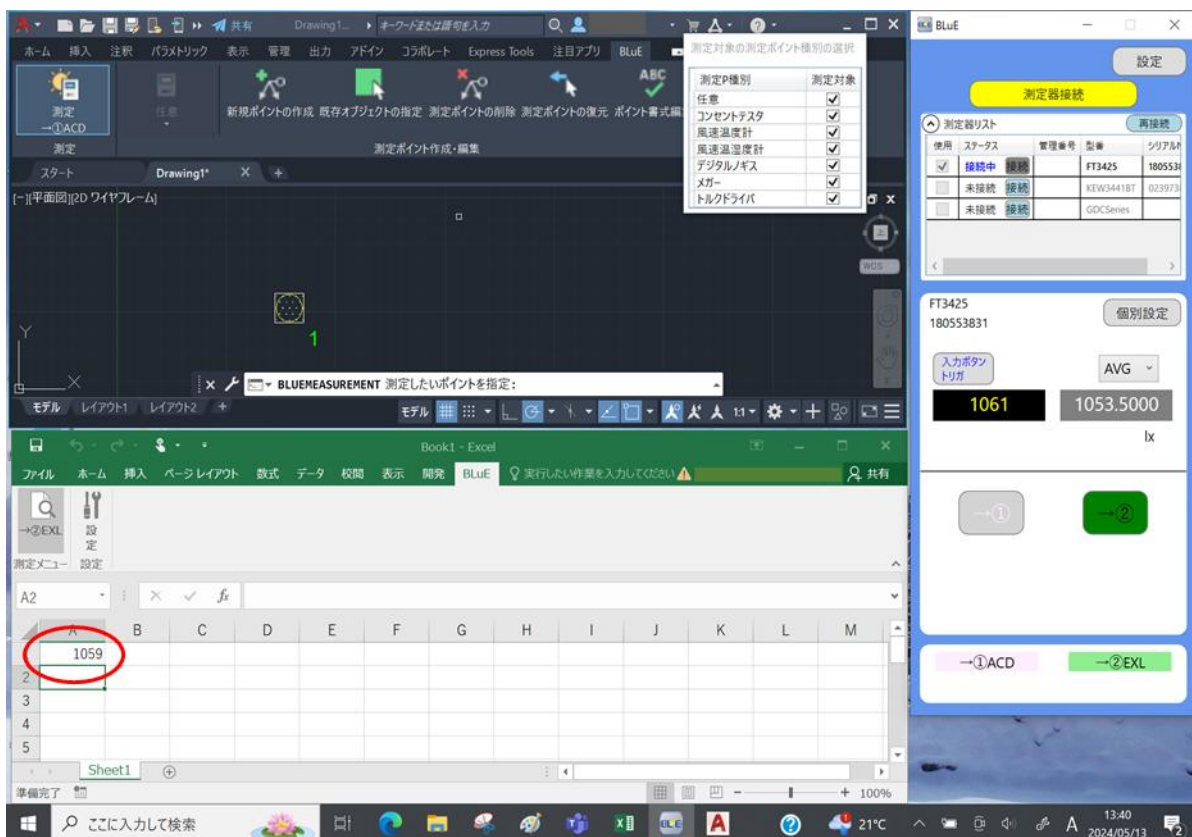 共有
Drawing1...
キーワードまたは語句を入力
ホーム 挿入 注釈 パラメトリック 表示 管理 出力 アドイン コラボレート Express Tools 注目アプリ BLUE
測定
→①ACD
任意
新規ポイントの作成 既存オブジェクトの指定 測定ポイントの削除 測定ポイントの復元 ポイント書式編
ABC
測定
測定ポイント作成・編集
スタート Drawing1* × +
[−][平面図][2D ワイヤフレーム]
上
WCS
1
Y
X
BLUEMEASUREMENT 測定したいポイントを指定:
モデル レイアウト1 レイアウト2 +
モデル 1:1
測定対象の測定ポイント種別の選択
測定P種別 測定対象
任意
コンセントテスタ
風速温度計
風速温湿度計
デジタルノギス
メガー
トルクドライバ
Book1 - Excel
ファイル ホーム 挿入 ページレイアウト 数式 データ 校閲 表示 開発 BLuE 実行したい作業を入力してください 共有
→②EXL
設定
測定メニュー 設定
A2
fx
A B C D E F G H I J K L M
1059
2
3
4
5
Sheet1
準備完了
100%
BLuE
設定
測定器接続
測定器リスト
再接続
使用 ステータス 管理番号 型番 シリアルN
接続中 接続 FT3425 1805538
未接続 接続 KEW3441BT 0239738
未接続 接続 GDCSeries
FT3425
180553831
個別設定
入力ボタン
トリガ
AVG
1061
1053.5000
lx
→①
→②
→①ACD
→②EXL
ここに入力して検索
BLuE
21°C
A
13:40
2024/05/13
2